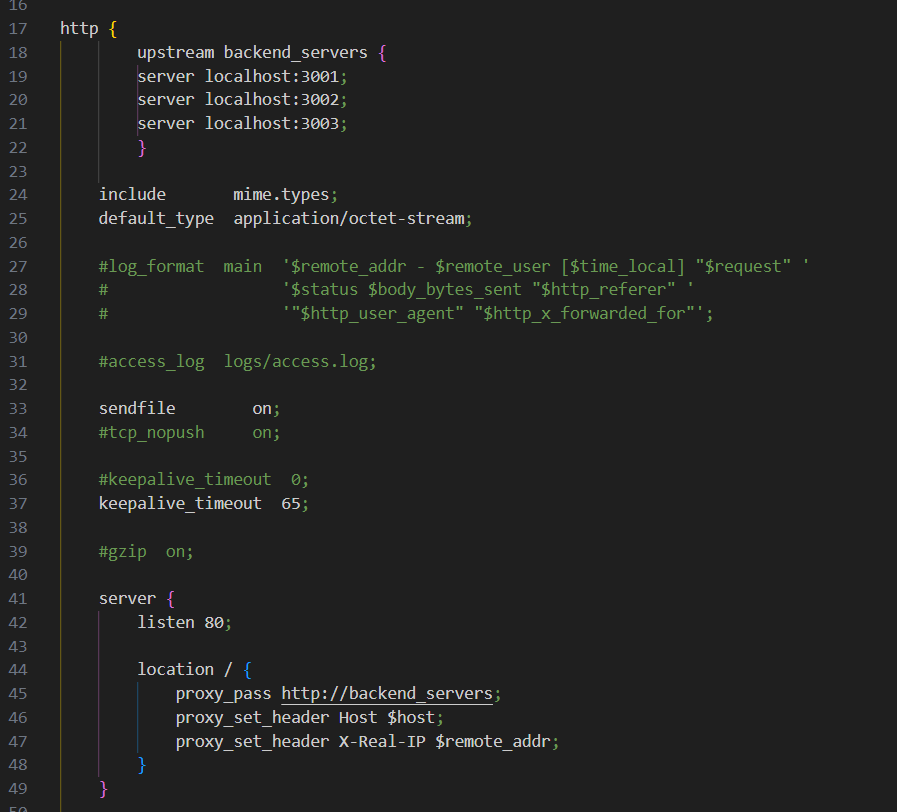 16
17 http {
18 upstream backend_servers {
19 server localhost:3001;
20 server localhost:3002;
21 server localhost:3003;
22 }
23
24 include mime.types;
25 default_type application/octet-stream;
26
27 #log_format main '$remote_addr - $remote_user [$time_local] "$request" '
28 # '$status $body_bytes_sent "$http_referer" '
29 # '"$http_user_agent" "$http_x_forwarded_for"';
30
31 #access_log logs/access.log;
32
33 sendfile on;
34 #tcp_nopush on;
35
36 #keepalive_timeout 0;
37 keepalive_timeout 65;
38
39 #gzip on;
40
41 server {
42 listen 80;
43
44 location / {
45 proxy_pass http://backend_servers;
46 proxy_set_header Host $host;
47 proxy_set_header X-Real-IP $remote_addr;
48 }
49 }
50